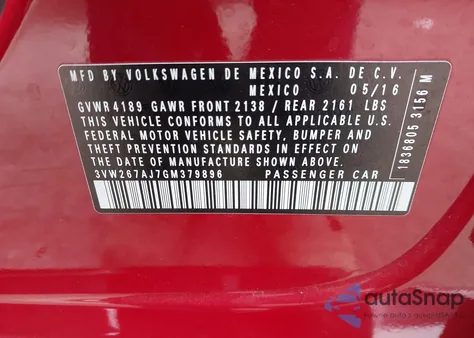 MFD BY VOLKSWAGEN DE MEXICO S.A. DE C.V.
MEXICO 05/16
GVWR 4189 GAWR FRONT 2138 / REAR 2161 LBS
THIS VEHICLE CONFORMS TO ALL APPLICABLE U.S.
FEDERAL MOTOR VEHICLE SAFETY, BUMPER AND
THEFT PREVENTION STANDARDS IN EFFECT ON THE
DATE OF MANUFACTURE SHOWN ABOVE
3VW267AJ7GM379896 PASSENGER CAR
1836805 3156 M
autoSnap